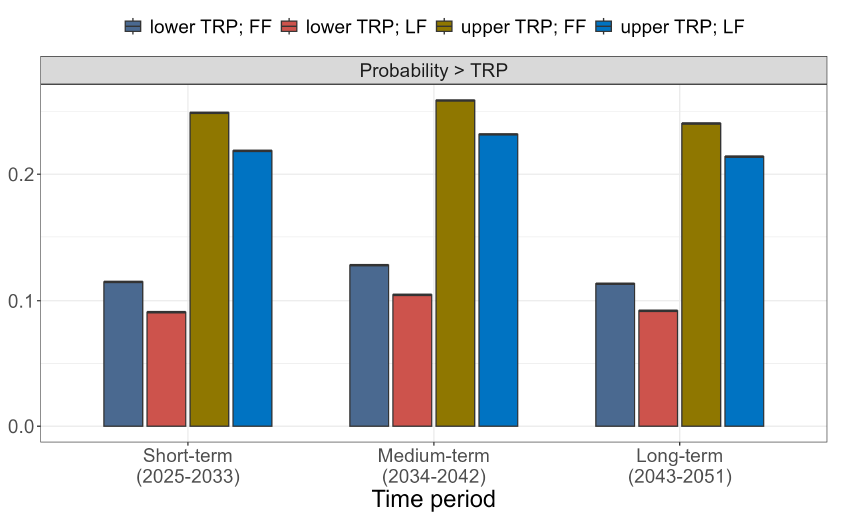 lower TRP; FF lower TRP; LF upper TRP; FF upper TRP; LF
Probability > TRP
0.2
0.1
0.0
Short-term Medium-term Long-term
(2025-2033) (2034-2042) (2043-2051)
Time period